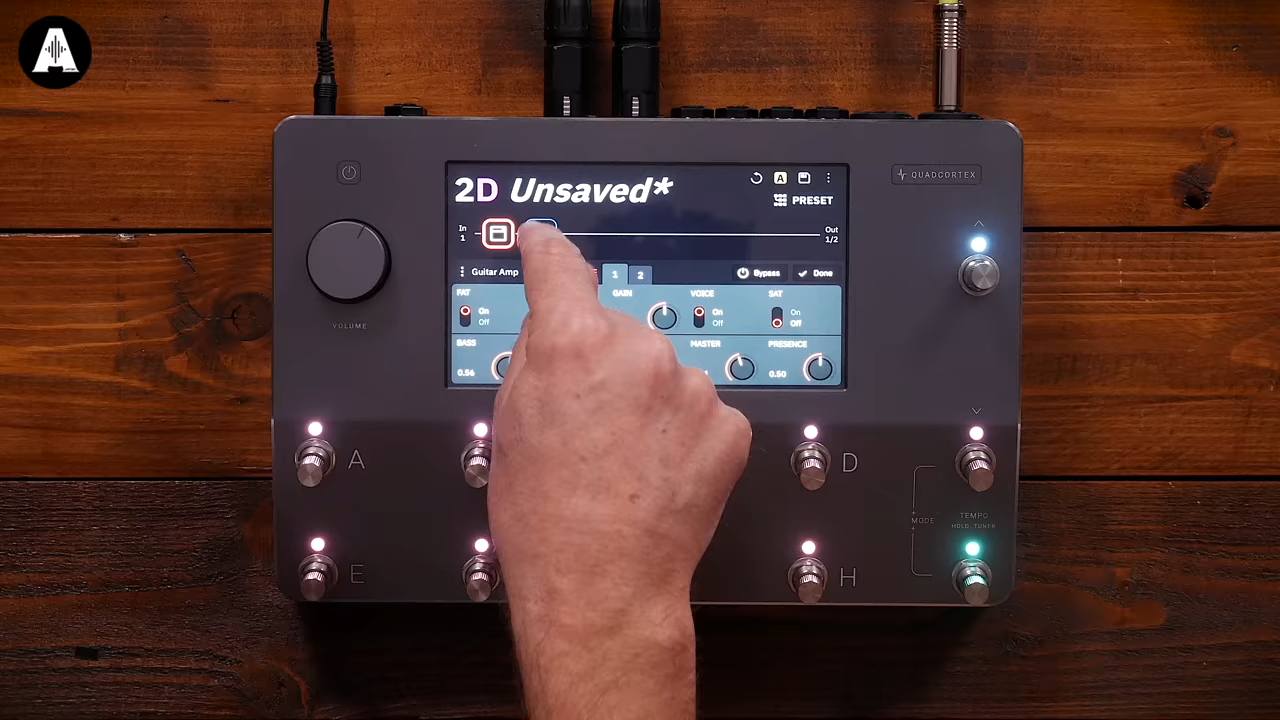 2D Unsaved*
A
PRESET
QUADCORTEX
In
1
Out
1/2
Guitar Amp
1
2
Bypass
Done
FAT
GAIN
VOICE
SAT
On
Off
On
Off
On
Off
BASS
MASTER
PRESENCE
0.56
0.50
VOLUME
A
D
E
H
MODE
TEMPO
HOLD TUNER